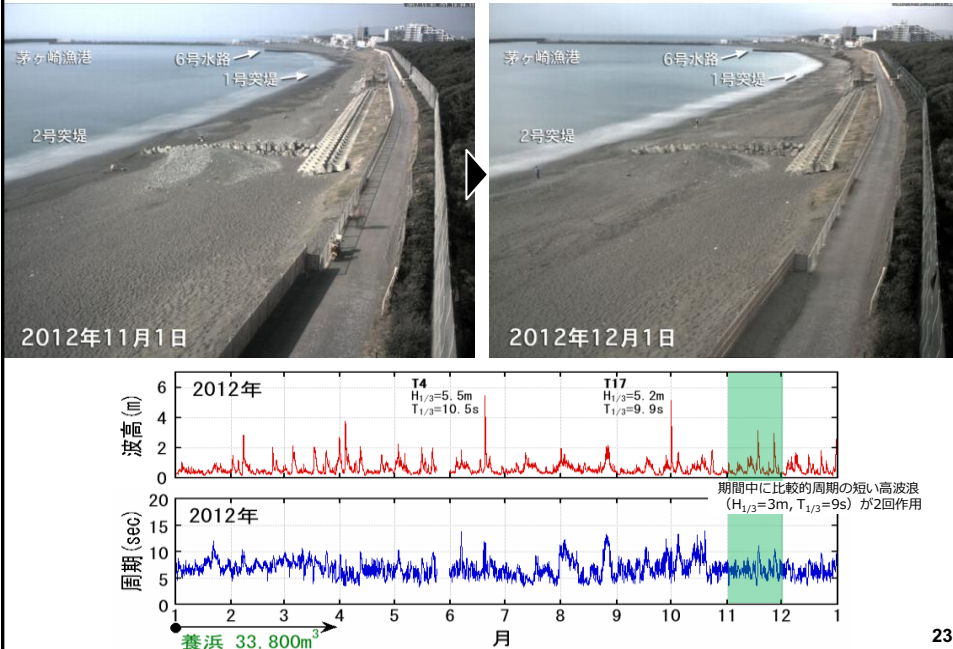 茅ヶ崎漁港
6号水路
1号突堤
2号突堤
2012年11月1日
茅ヶ崎漁港
6号水路
1号突堤
2号突堤
2012年12月1日
波高(m)
6
4
2
0
2012年
T4
H1/3=5.5m
T1/3=10.5s
T17
H1/3=5.2m
T1/3=9.9s
期間中に比較的周期の短い高波浪
（H1/3=3m, T1/3=9s）が2回作用
周期(sec)
20
15
10
5
0
2012年
1 2 3 4 5 6 7 8 9 10 11 12 1
月
養浜 33,800m3
23